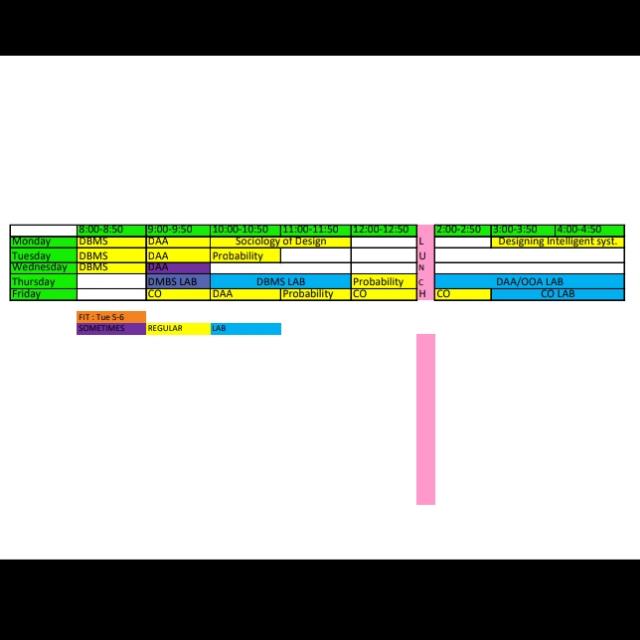 8:00-8:50 9:00-9:50 10:00-10:50 11:00-11:50 12:00-12:50 2:00-2:50 3:00-3:50 4:00-4:50
Monday DBMS DAA Sociology of Design L Designing Intelligent syst.
Tuesday DBMS DAA Probability U
Wednesday DBMS DAA N
Thursday DMBS LAB DBMS LAB Probability C DAA/OOA LAB
Friday CO DAA Probability CO H CO CO LAB
FIT : Tue 5-6
SOMETIMES REGULAR LAB